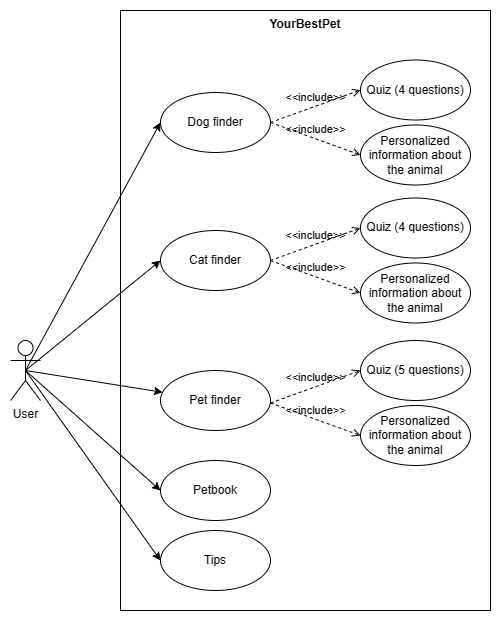 YourBestPet
Dog finder
<<include>>
Quiz (4 questions)
<<include>>
Personalized
information about
the animal
Cat finder
<<include>>
Quiz (4 questions)
<<include>>
Personalized
information about
the animal
User
Pet finder
<<include>>
Quiz (5 questions)
<<include>>
Personalized
information about
the animal
Petbook
Tips